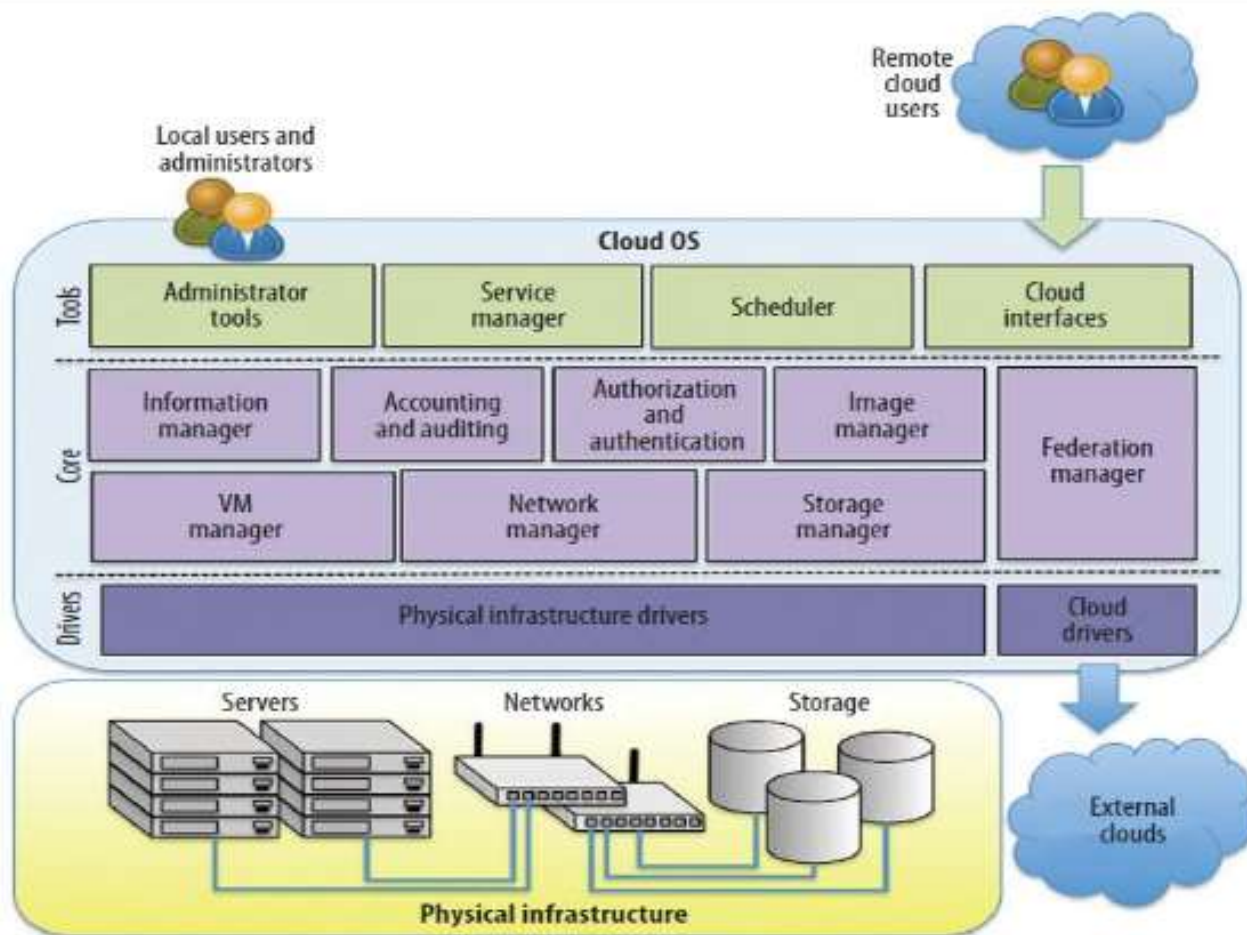 Remote
cloud
users
Local users and
administrators
Cloud OS
Tools
Administrator
tools
Service
manager
Scheduler
Cloud
interfaces
Core
Information
manager
Accounting
and auditing
Authorization
and
authentication
Image
manager
Federation
manager
VM
manager
Network
manager
Storage
manager
Drivers
Physical infrastructure drivers
Cloud
drivers
Servers
Networks
Storage
External
clouds
Physical infrastructure